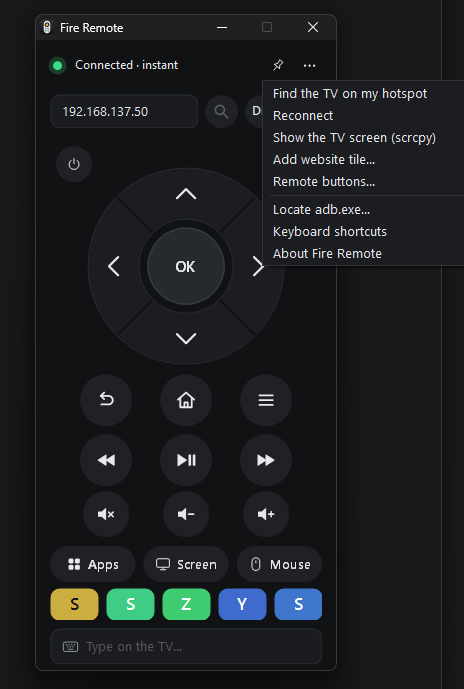 Fire Remote
Connected · instant
192.168.137.50
D
Find the TV on my hotspot
Reconnect
Show the TV screen (scrcpy)
Add website tile...
Remote buttons...
Locate adb.exe...
Keyboard shortcuts
About Fire Remote
OK
Apps
Screen
Mouse
S
S
Z
Y
S
Type on the TV...